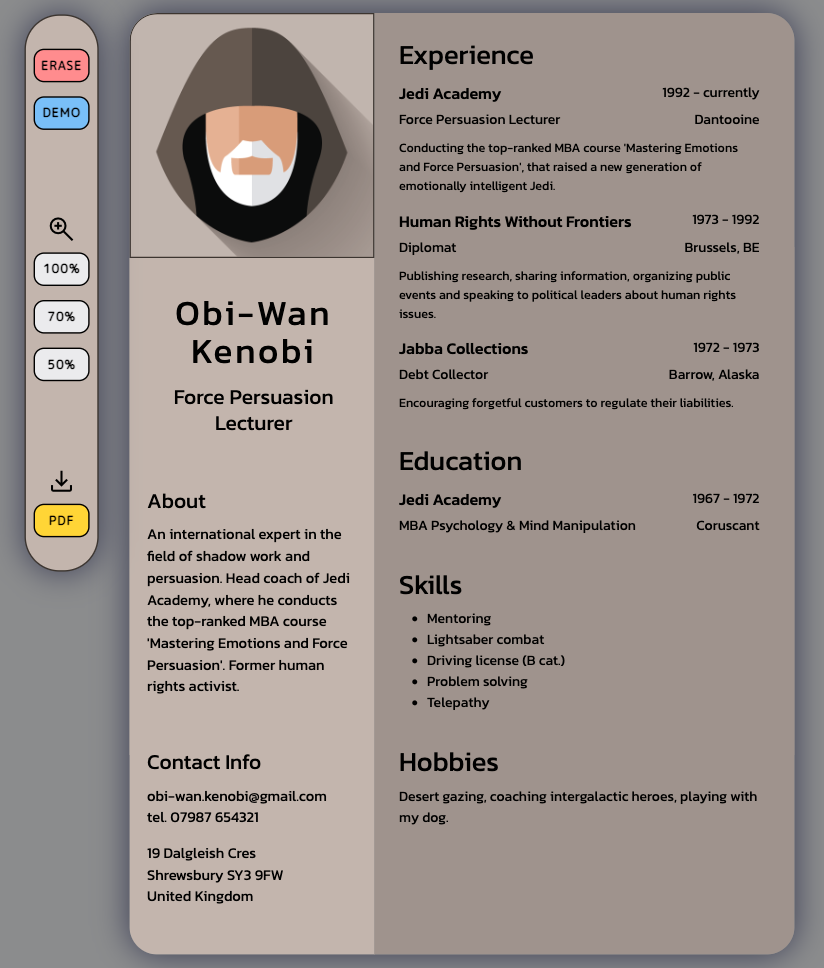 ERASE
DEMO
100%
70%
50%
PDF
Obi-Wan
Kenobi
Force Persuasion
Lecturer
About
An international expert in the
field of shadow work and
persuasion. Head coach of Jedi
Academy, where he conducts
the top-ranked MBA course
'Mastering Emotions and Force
Persuasion'. Former human
rights activist.
Contact Info
obi-wan.kenobi@gmail.com
tel. 07987 654321
19 Dalgleish Cres
Shrewsbury SY3 9FW
United Kingdom
Experience
Jedi Academy 1992 - currently
Force Persuasion Lecturer Dantooine
Conducting the top-ranked MBA course 'Mastering Emotions
and Force Persuasion', that raised a new generation of
emotionally intelligent Jedi.
Human Rights Without Frontiers 1973 - 1992
Diplomat Brussels, BE
Publishing research, sharing information, organizing public
events and speaking to political leaders about human rights
issues.
Jabba Collections 1972 - 1973
Debt Collector Barrow, Alaska
Encouraging forgetful customers to regulate their liabilities.
Education
Jedi Academy 1967 - 1972
MBA Psychology & Mind Manipulation Coruscant
Skills
• Mentoring
• Lightsaber combat
• Driving license (B cat.)
• Problem solving
• Telepathy
Hobbies
Desert gazing, coaching intergalactic heroes, playing with
my dog.